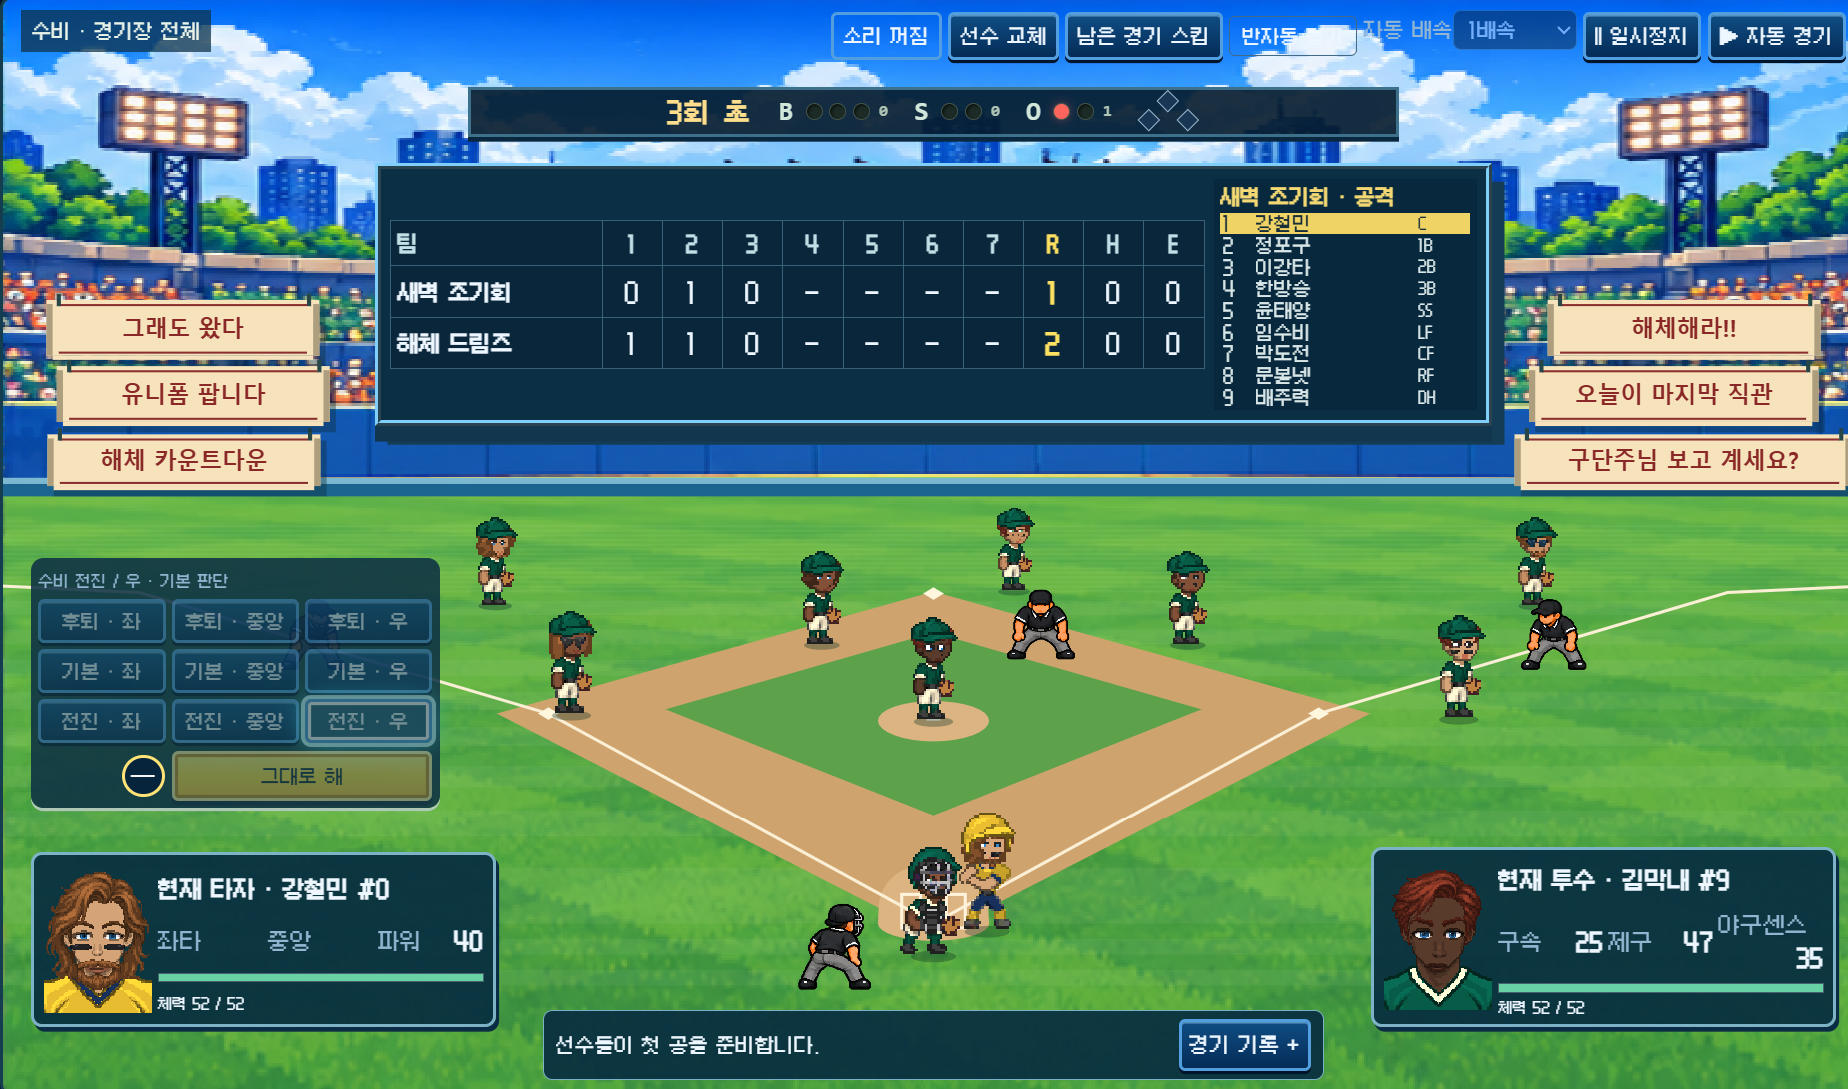 수비 · 경기장 전체
소리 꺼짐
선수 교체
남은 경기 스킵
반자동
자동 배속
1배속
Ⅱ 일시정지
▶ 자동 경기
3회 초 B 0 S 0 O 1
팀 1 2 3 4 5 6 7 R H E
새벽 조기회 0 1 0 - - - - 1 0 0
해체 드림즈 1 1 0 - - - - 2 0 0
새벽 조기회 · 공격
1 강철민 C
2 정포구 1B
3 이강타 2B
4 한방승 3B
5 윤태양 SS
6 임수비 LF
7 박도전 CF
8 문볼넷 RF
9 배주력 DH
그래도 왔다
유니폼 팝니다
해체 카운트다운
해체해라!!
오늘이 마지막 직관
구단주님 보고 계세요?
수비 전진 / 우 · 기본 판단
후퇴 · 좌
후퇴 · 중앙
후퇴 · 우
기본 · 좌
기본 · 중앙
기본 · 우
전진 · 좌
전진 · 중앙
전진 · 우
그대로 해
현재 타자 · 강철민 #0
좌타 중앙 파워 40
체력 52 / 52
현재 투수 · 김막내 #9
구속 25 제구 47 야구센스 35
체력 52 / 52
선수들이 첫 공을 준비합니다.
경기 기록 +